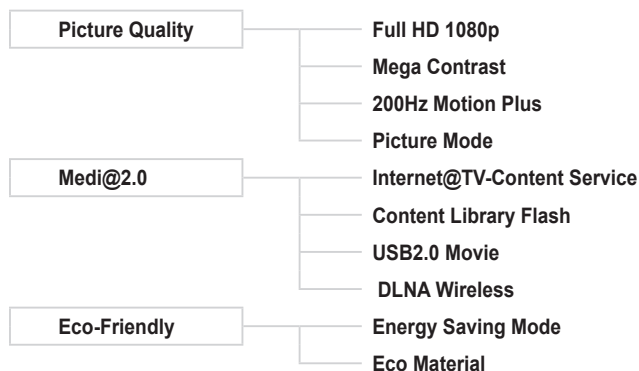 Picture Quality
Full HD 1080p
Mega Contrast
200Hz Motion Plus
Picture Mode
Medi@2.0
Internet@TV-Content Service
Content Library Flash
USB2.0 Movie
DLNA Wireless
Eco-Friendly
Energy Saving Mode
Eco Material